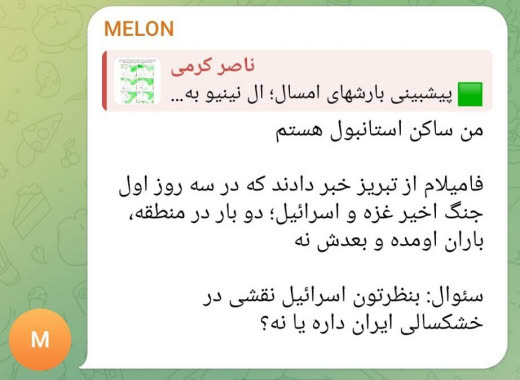 MELON
ناصر کرمی
پیشبینی بارشهای امسال؛ ال نینیو به...
من ساکن استانبول هستم
فامیلام از تبریز خبر دادند که در سه روز اول
جنگ اخیر غزه و اسرائیل؛ دو بار در منطقه،
باران اومده و بعدش نه
سئوال: بنظرتون اسرائیل نقشی در
خشکسالی ایران داره یا نه؟
M